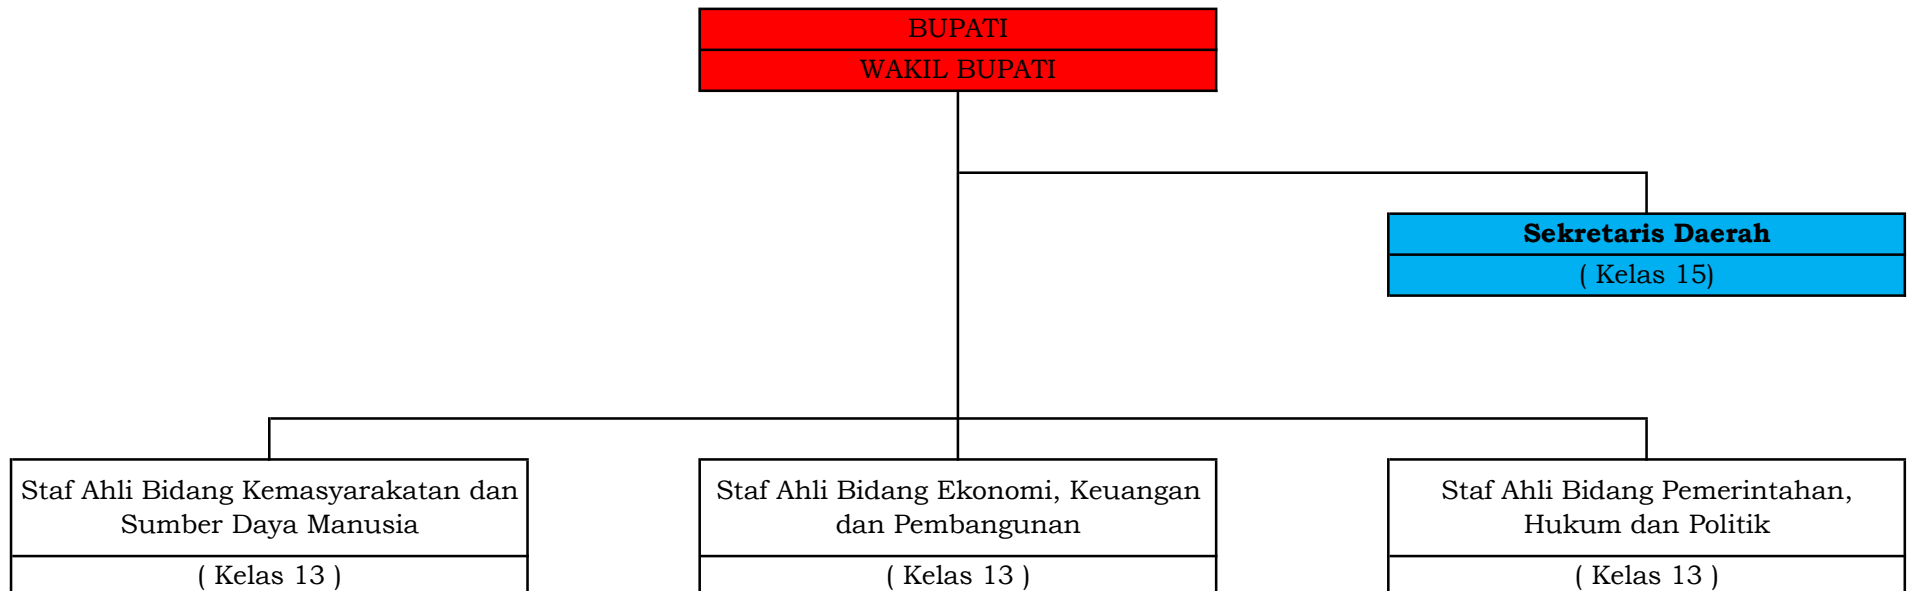 BUPATI
WAKIL BUPATI
Sekretaris Daerah
( Kelas 15)
Staf Ahli Bidang Kemasyarakatan dan
Sumber Daya Manusia
( Kelas 13 )
Staf Ahli Bidang Ekonomi, Keuangan
dan Pembangunan
( Kelas 13 )
Staf Ahli Bidang Pemerintahan,
Hukum dan Politik
( Kelas 13 )